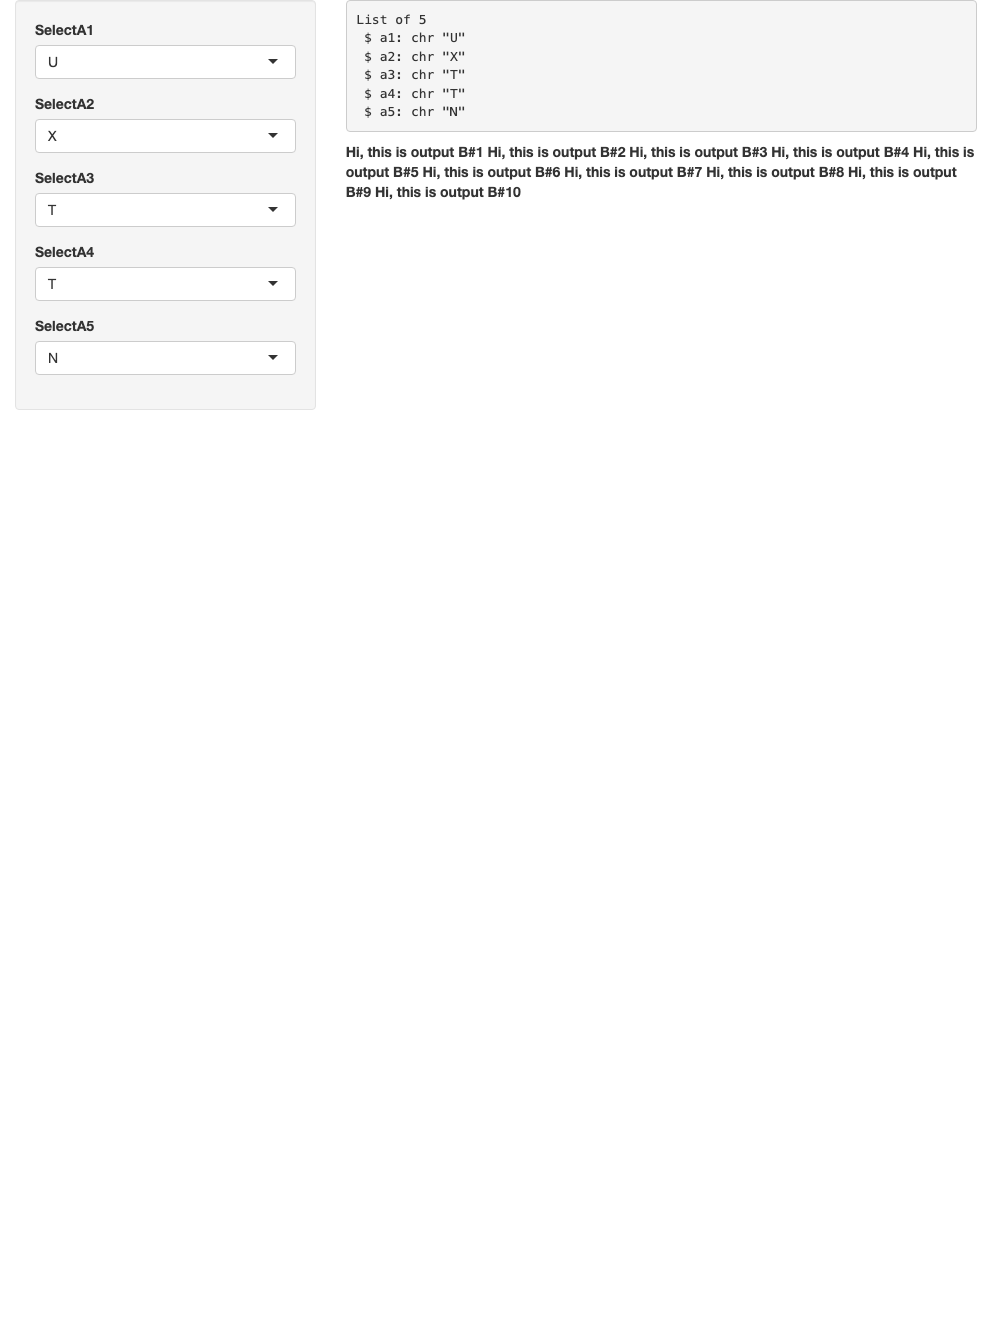 SelectA1
U
SelectA2
X
SelectA3
T
SelectA4
T
SelectA5
N
List of 5
 $ a1: chr "U"
 $ a2: chr "X"
 $ a3: chr "T"
 $ a4: chr "T"
 $ a5: chr "N"
Hi, this is output B#1 Hi, this is output B#2 Hi, this is output B#3 Hi, this is output B#4 Hi, this is
output B#5 Hi, this is output B#6 Hi, this is output B#7 Hi, this is output B#8 Hi, this is output
B#9 Hi, this is output B#10